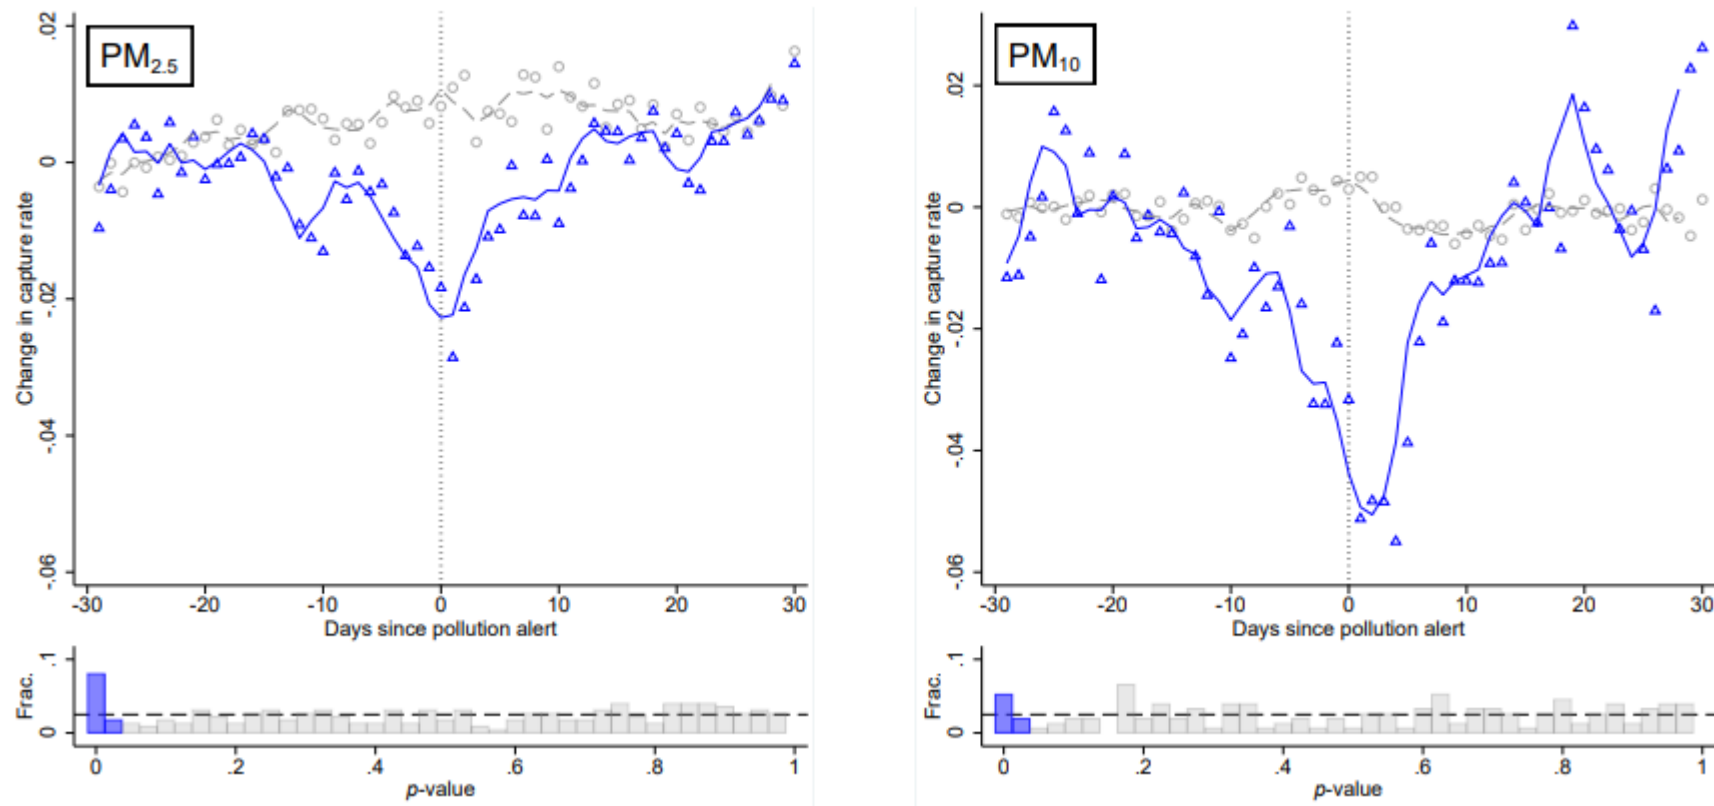 PM2.5
Change in capture rate
.02
0
-.02
-.04
-.06
-30 -20 -10 0 10 20 30
Days since pollution alert
Frac.
.1
0
0 .2 .4 .6 .8 1
p-value
PM10
Change in capture rate
.02
0
-.02
-.04
-.06
-30 -20 -10 0 10 20 30
Days since pollution alert
Frac.
.1
0
0 .2 .4 .6 .8 1
p-value